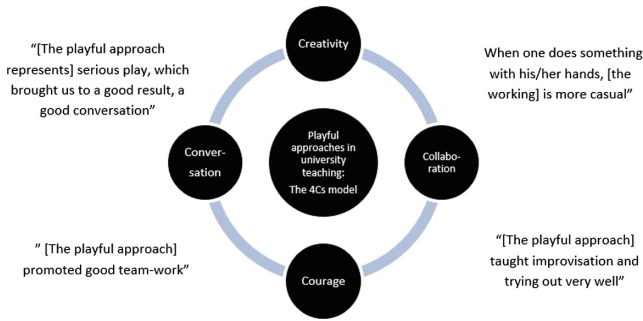 Creativity
“[The playful approach
represents] serious play, which
brought us to a good result, a
good conversation”
When one does something
with his/her hands, [the
working] is more casual”
Conver-
sation
Playful
approaches in
university
teaching:
The 4Cs model
Collabo-
ration
” [The playful approach]
promoted good team-work”
Courage
“[The playful approach]
taught improvisation and
trying out very well”